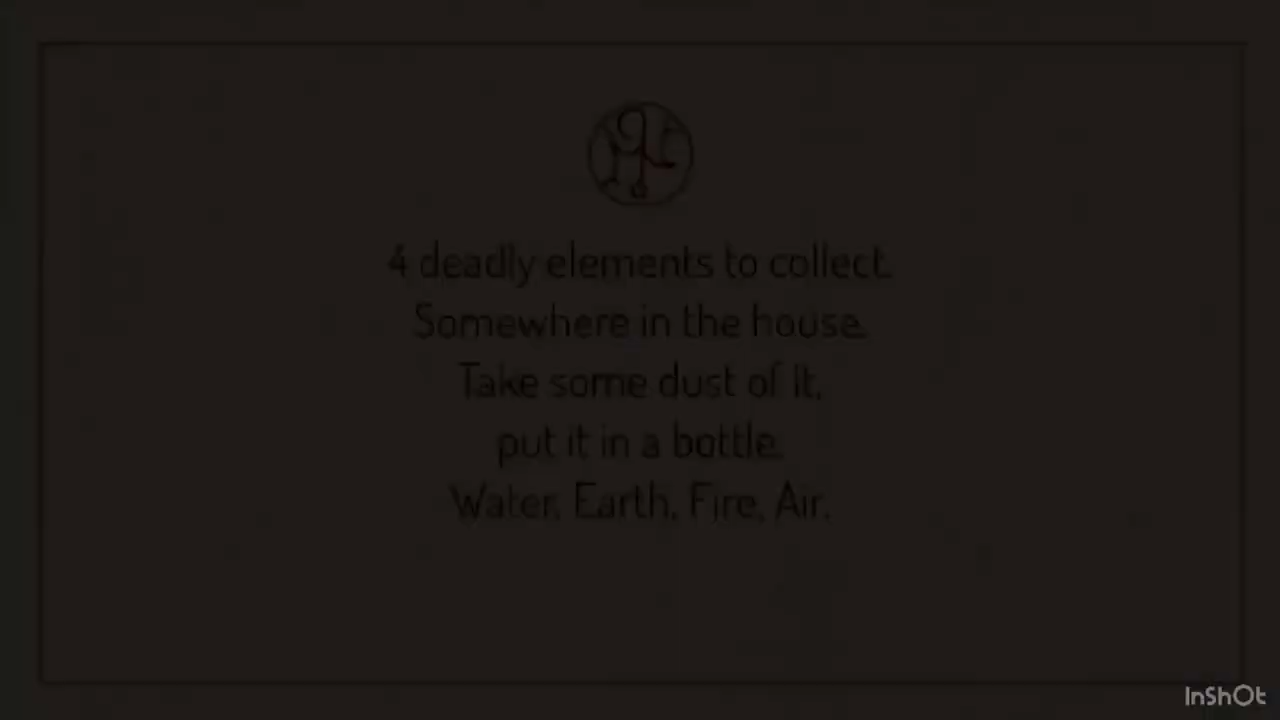 4 deadly elements to collect.
Somewhere in the house.
Take some dust of it,
put it in a bottle.
Water, Earth, Fire, Air.
InShOt